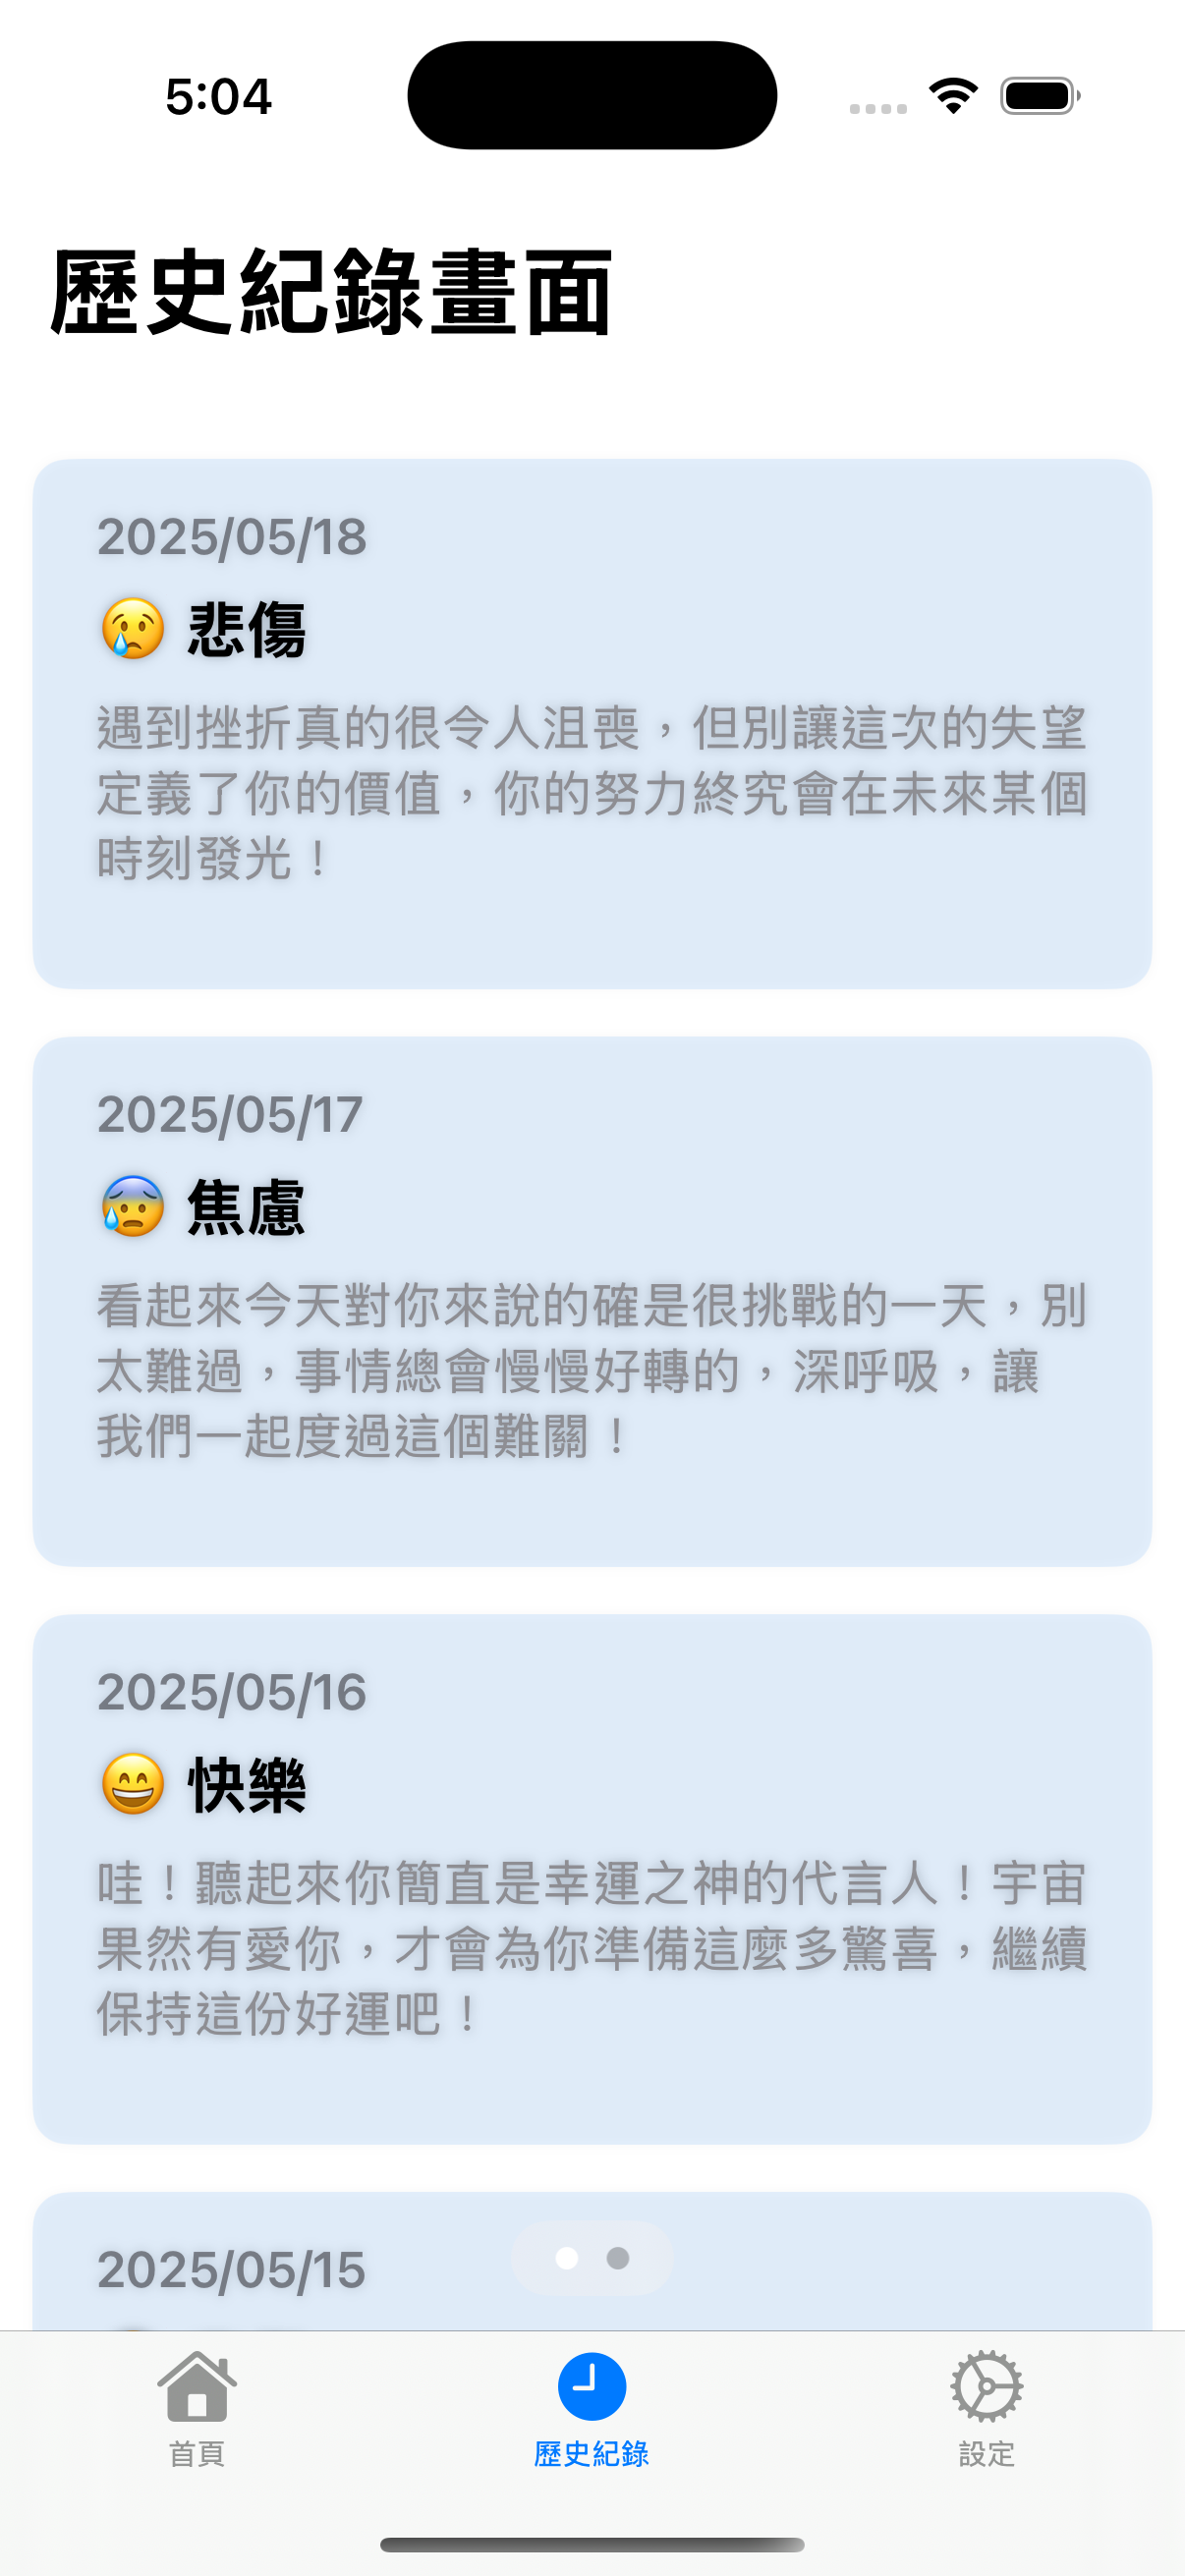 5:04
歷史紀錄畫面
2025/05/18
😢 悲傷
遇到挫折真的很令人沮喪，但別讓這次的失望
定義了你的價值，你的努力終究會在未來某個
時刻發光！
2025/05/17
😰 焦慮
看起來今天對你來說的確是很挑戰的一天，別
太難過，事情總會慢慢好轉的，深呼吸，讓
我們一起度過這個難關！
2025/05/16
😄 快樂
哇！聽起來你簡直是幸運之神的代言人！宇宙
果然有愛你，才會為你準備這麼多驚喜，繼續
保持這份好運吧！
2025/05/15
首頁
歷史紀錄
設定